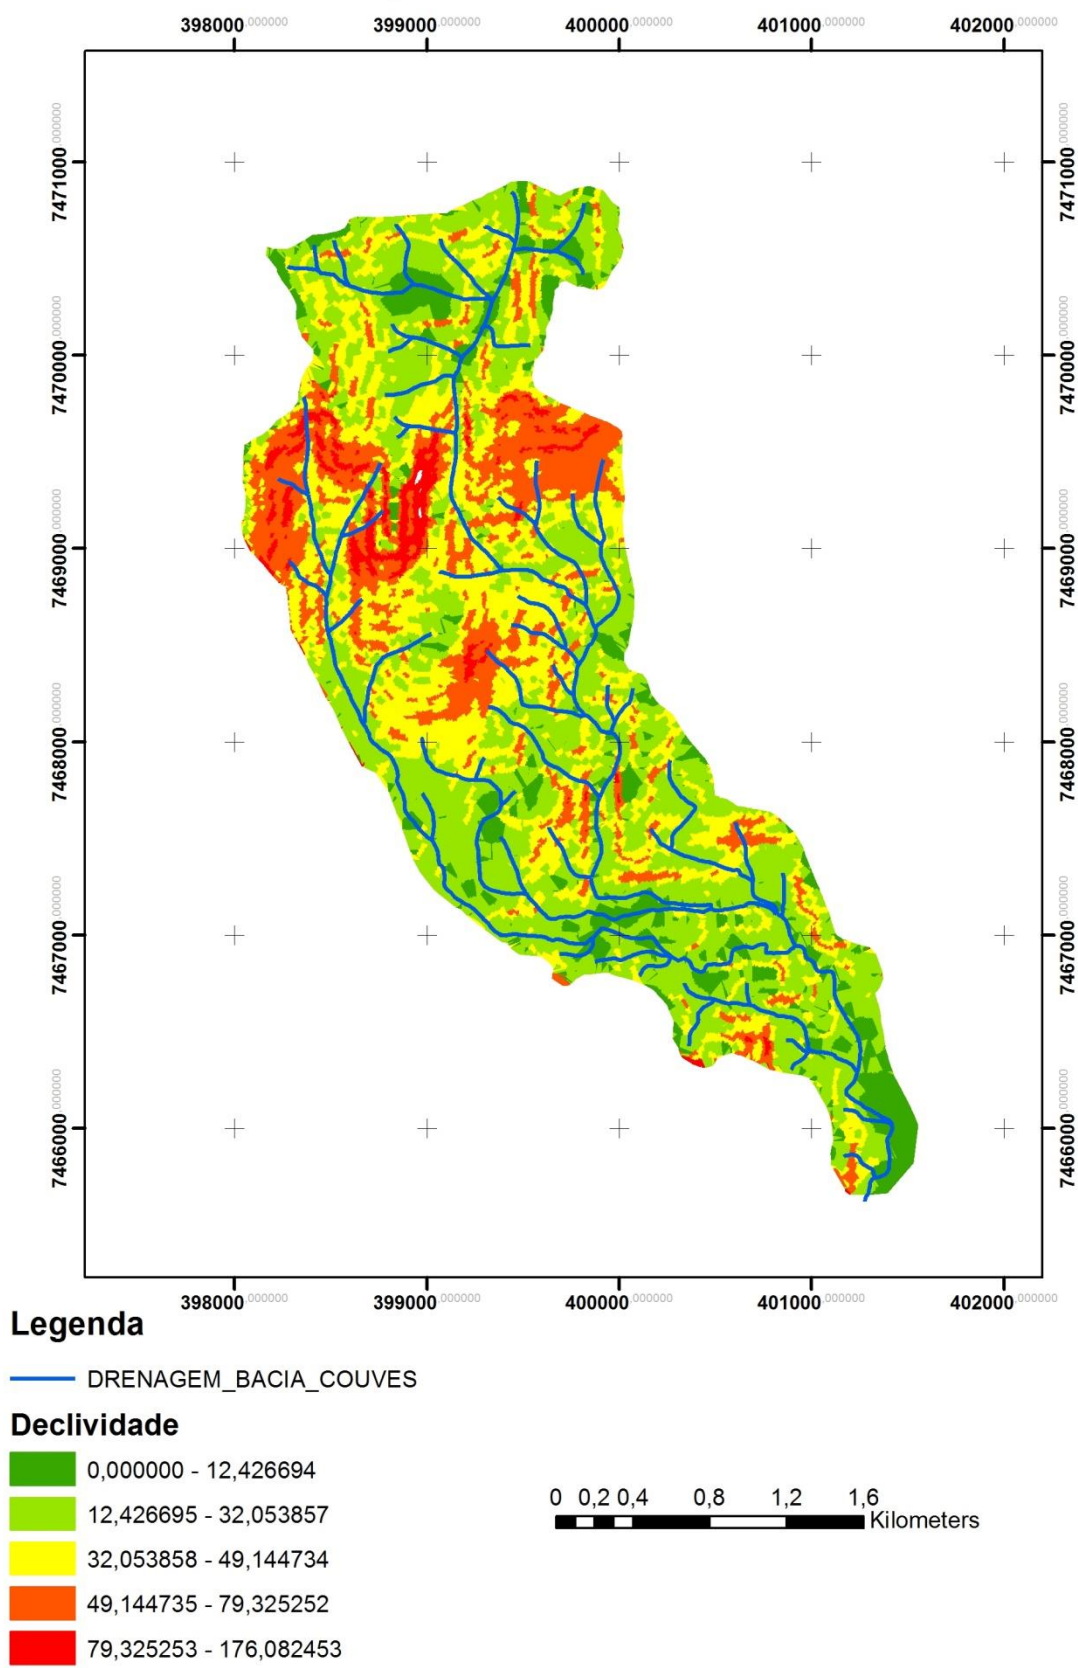 398000,000000 399000,000000 400000,000000 401000,000000 402000,000000
7471000,000000 7471000,000000
7470000,000000 7470000,000000
7469000,000000 7469000,000000
7468000,000000 7468000,000000
7467000,000000 7467000,000000
7466000,000000 7466000,000000
398000,000000 399000,000000 400000,000000 401000,000000 402000,000000
Legenda
DRENAGEM_BACIA_COUVES
Declividade
0,000000 - 12,426694
12,426695 - 32,053857
32,053858 - 49,144734
49,144735 - 79,325252
79,325253 - 176,082453
0 0,2 0,4 0,8 1,2 1,6
Kilometers